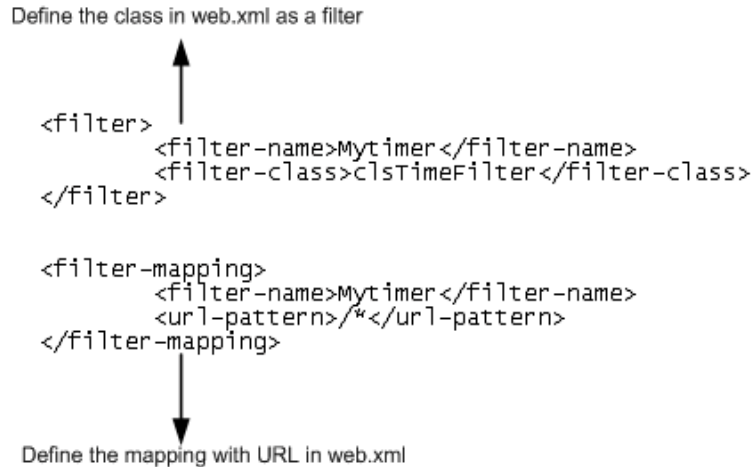 Define the class in web.xml as a filter
<filter>
<filter-name>Mytimer</filter-name>
<filter-class>clsTimeFilter</filter-class>
</filter>
<filter-mapping>
<filter-name>Mytimer</filter-name>
<url-pattern>/*</url-pattern>
</filter-mapping>
Define the mapping with URL in web.xml